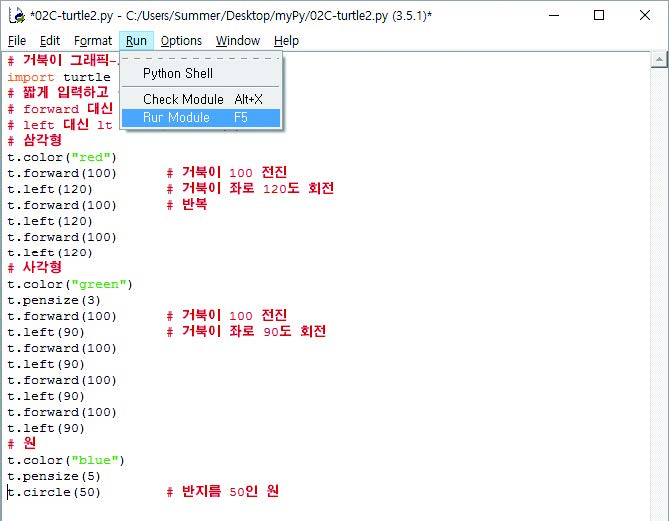 *02C-turtle2.py - C:/Users/Summer/Desktop/myPy/02C-turtle2.py (3.5.1)*
File Edit Format Run Options Window Help
# 거북이 그래픽-
import turtle
# 짧게 입력하고
# forward 대신
# left 대신 lt
Python Shell
Check Module Alt+X
Rur Module F5
# 삼각형
t.color("red")
t.forward(100) # 거북이 100 전진
t.left(120) # 거북이 좌로 120도 회전
t.forward(100) # 반복
t.left(120)
t.forward(100)
t.left(120)
# 사각형
t.color("green")
t.pensize(3)
t.forward(100) # 거북이 100 전진
t.left(90) # 거북이 좌로 90도 회전
t.forward(100)
t.left(90)
t.forward(100)
t.left(90)
t.forward(100)
t.left(90)
# 원
t.color("blue")
t.pensize(5)
t.circle(50) # 반지름 50인 원